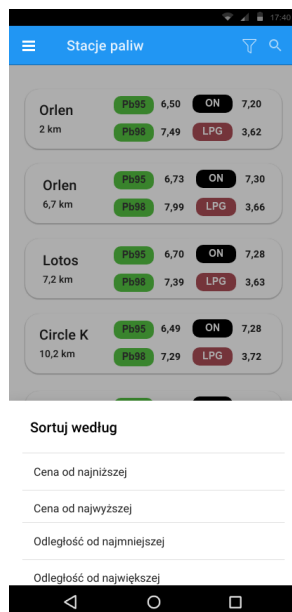 17:40
Stacje paliw
Orlen Pb95 6,50 ON 7,20
2 km Pb98 7,49 LPG 3,62
Orlen Pb95 6,73 ON 7,30
6,7 km Pb98 7,99 LPG 3,66
Lotos Pb95 6,70 ON 7,28
7,2 km Pb98 7,39 LPG 3,63
Circle K Pb95 6,49 ON 7,28
10,2 km Pb98 7,29 LPG 3,72
Sortuj według
Cena od najniższej
Cena od najwyższej
Odległość od najmniejszej
Odległość od największej